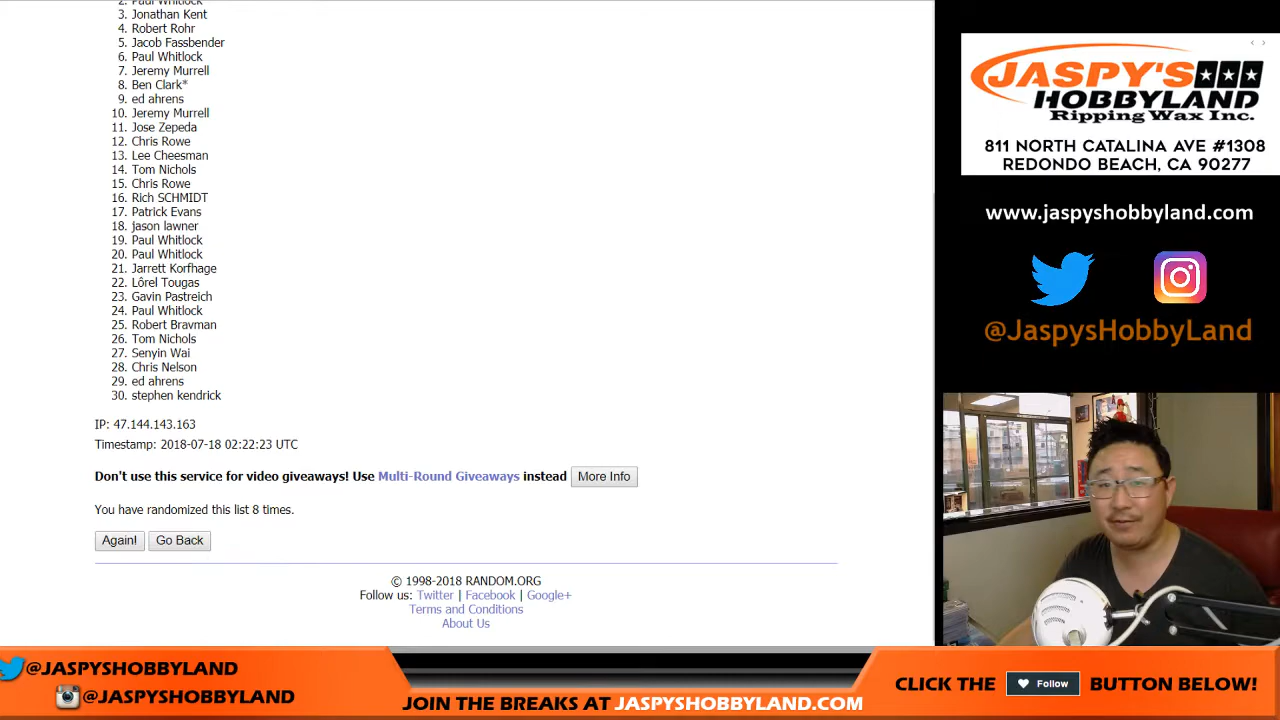 2. Paul Whitlock
3. Jonathan Kent
4. Robert Rohr
5. Jacob Fassbender
6. Paul Whitlock
7. Jeremy Murrell
8. Ben Clark*
9. ed ahrens
10. Jeremy Murrell
11. Jose Zepeda
12. Chris Rowe
13. Lee Cheesman
14. Tom Nichols
15. Chris Rowe
16. Rich SCHMIDT
17. Patrick Evans
18. jason lawner
19. Paul Whitlock
20. Paul Whitlock
21. Jarrett Korfhage
22. Lôrel Tougas
23. Gavin Pastreich
24. Paul Whitlock
25. Robert Bravman
26. Tom Nichols
27. Senyin Wai
28. Chris Nelson
29. ed ahrens
30. stephen kendrick
IP: 47.144.143.163
Timestamp: 2018-07-18 02:22:23 UTC
Don't use this service for video giveaways! Use Multi-Round Giveaways instead More Info
You have randomized this list 8 times.
Again! Go Back
© 1998-2018 RANDOM.ORG
Follow us: Twitter | Facebook | Google+
Terms and Conditions
About Us
JASPY'S
HOBBYLAND
Ripping Wax Inc.
811 NORTH CATALINA AVE #1308
REDONDO BEACH, CA 90277
www.jaspyshobbyland.com
@JaspysHobbyLand
@JASPYSHOBBYLAND
@JASPYSHOBBYLAND
JOIN THE BREAKS AT JASPYSHOBBYLAND.COM
CLICK THE Follow BUTTON BELOW!